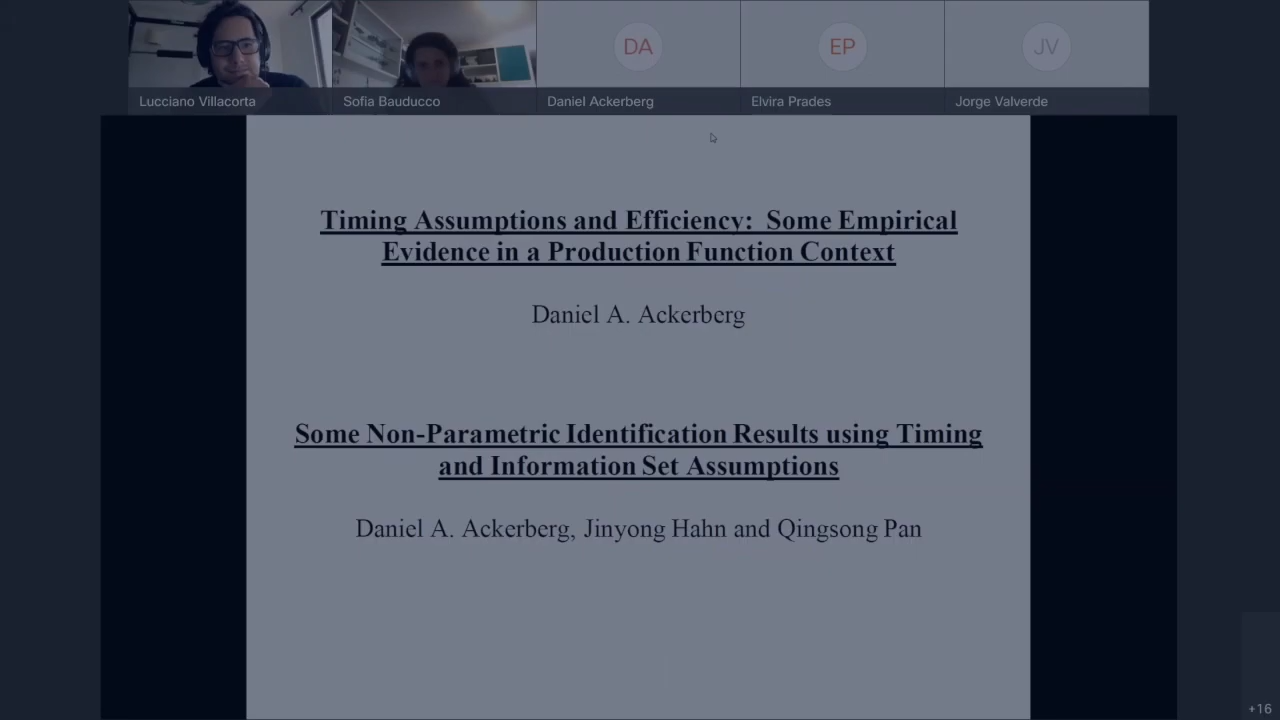 DA
EP
JV
Lucciano Villacorta
Sofia Bauducco
Daniel Ackerberg
Elvira Prades
Jorge Valverde
Timing Assumptions and Efficiency: Some Empirical
Evidence in a Production Function Context
Daniel A. Ackerberg
Some Non-Parametric Identification Results using Timing
and Information Set Assumptions
Daniel A. Ackerberg, Jinyong Hahn and Qingsong Pan
+16